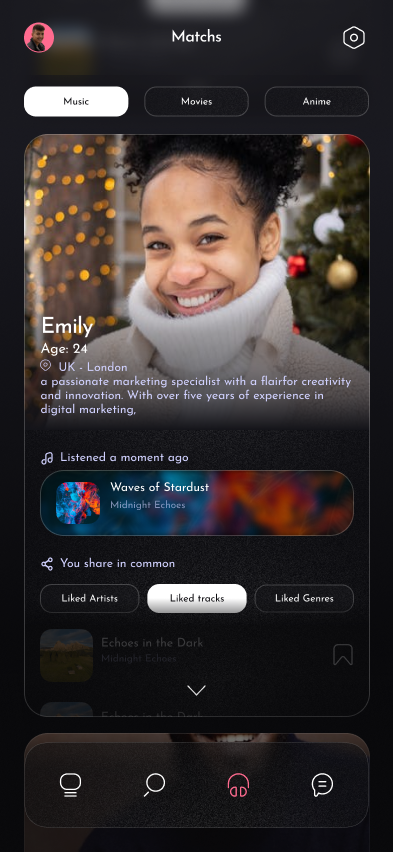 Matchs
Music
Movies
Anime
Emily
Age: 24
UK - London
a passionate marketing specialist with a flairfor creativity
and innovation. With over five years of experience in
digital marketing,
Listened a moment ago
Waves of Stardust
Midnight Echoes
You share in common
Liked Artists
Liked tracks
Liked Genres
Echoes in the Dark
Midnight Echoes
Echoes in the Dark